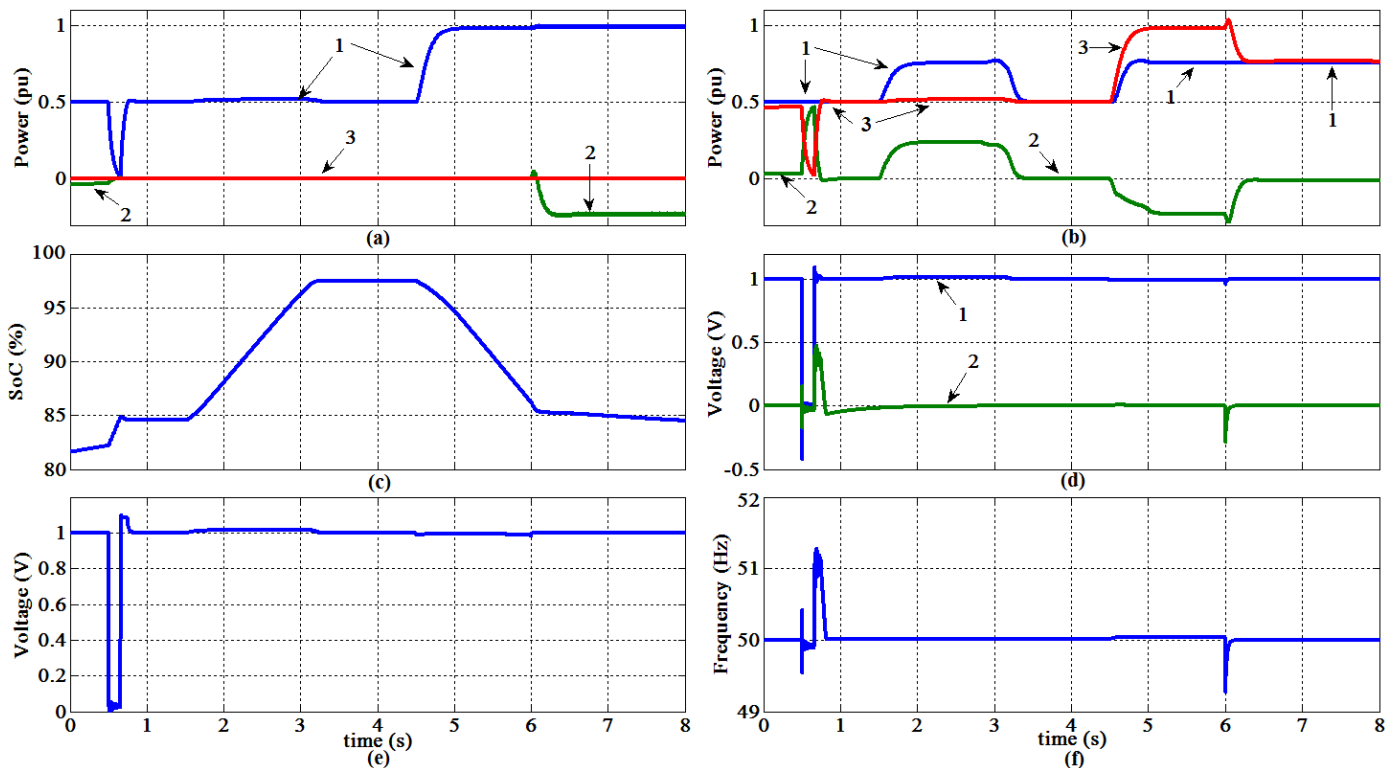 Power (pu)
1
0.5
0
1
3
2
2
(a)
Power (pu)
1
0.5
0
1
1
3
2
2
3
1
1
(b)
SoC (%)
100
95
90
85
80
(c)
Voltage (V)
1
0.5
0
-0.5
1
2
(d)
Voltage (V)
1
0.8
0.6
0.4
0.2
0
0 1 2 3 4 5 6 7 8
time (s)
(e)
Frequency (Hz)
52
51
50
49
0 1 2 3 4 5 6 7 8
time (s)
(f)